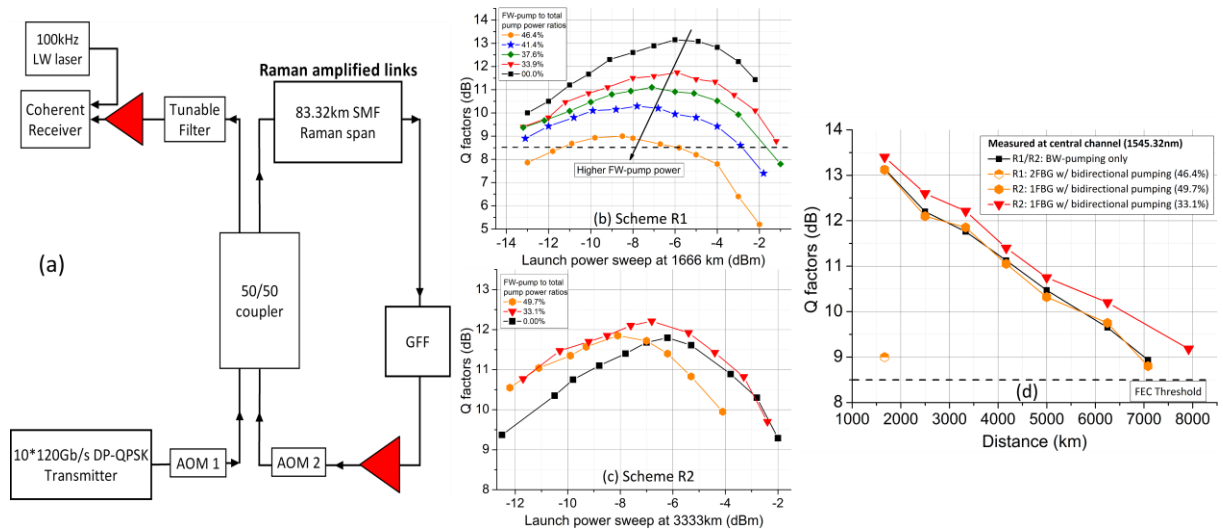 100kHz
LW laser
Coherent
Receiver
Tunable
Filter
Raman amplified links
83.32km SMF
Raman span
(a)
50/50
coupler
GFF
10*120Gb/s DP-QPSK
Transmitter
AOM 1
AOM 2
FW-pump to total
pump power ratios
46.4%
41.4%
37.6%
33.9%
00.0%
14
13
12
11
10
9
8
7
6
5
Q factors (dB)
Higher FW-pump power
(b) Scheme R1
-14
-12
-10
-8
-6
-4
-2
0
Launch power sweep at 1666 km (dBm)
FW-pump to total
pump power ratios
49.7%
33.1%
0.00%
13
12
11
10
9
8
Q factors (dB)
(c) Scheme R2
-12
-10
-8
-6
-4
-2
Launch power sweep at 3333km (dBm)
14
13
12
11
10
9
8
Q factors (dB)
Measured at central channel (1545.32nm)
R1/R2: BW-pumping only
R1: 2FBG w/ bidirectional pumping (46.4%)
R2: 1FBG w/ bidirectional pumping (49.7%)
R2: 1FBG w/ bidirectional pumping (33.1%)
(d)
FEC Threshold
1000
2000
3000
4000
5000
6000
7000
8000
Distance (km)